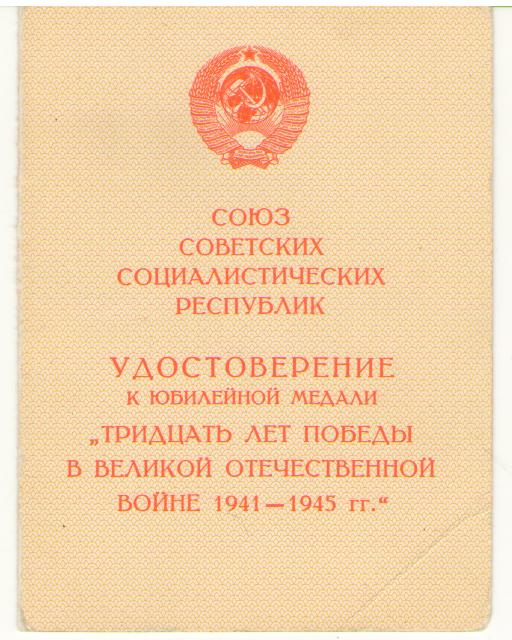 СОЮЗ
СОВЕТСКИХ
СОЦИАЛИСТИЧЕСКИХ
РЕСПУБЛИК
УДОСТОВЕРЕНИЕ
К ЮБИЛЕЙНОЙ МЕДАЛИ
„ТРИДЦАТЬ ЛЕТ ПОБЕДЫ
В ВЕЛИКОЙ ОТЕЧЕСТВЕННОЙ
ВОЙНЕ 1941—1945 гг.“